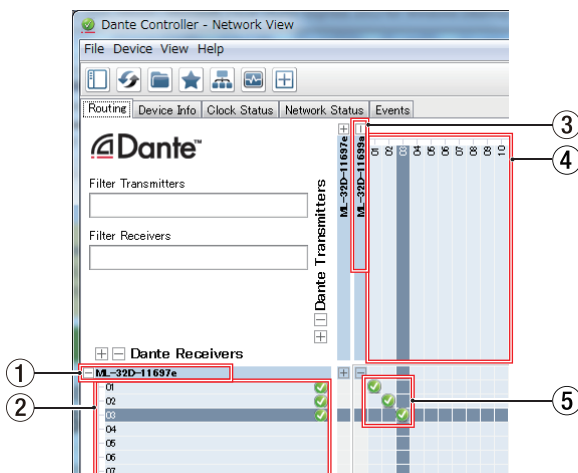 Dante Controller - Network View
File Device View Help
Routing Device Info Clock Status Network Status Events
Dante™
Filter Transmitters
Filter Receivers
Dante Transmitters
ML-32D-11697e
ML-32D-11699a
01 02 03 04 05 06 07 08 09 10
Dante Receivers
ML-32D-11697e
01
02
03
04
05
06
07
1
2
3
4
5